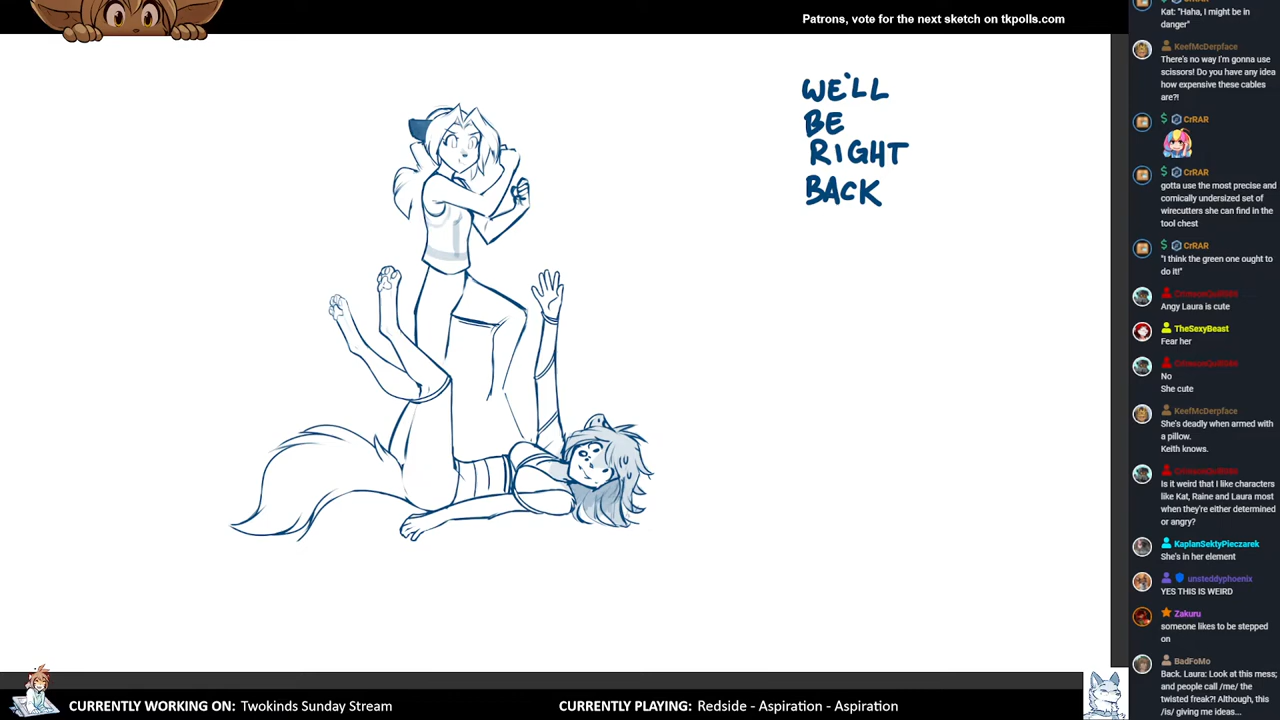 Patrons, vote for the next sketch on tkpolls.com
WE'LL
BE
RIGHT
BACK
Kat: "Haha, I might be in
danger"
KeefMcDerpface
There's no way I'm gonna use
scissors! Do you have any idea
how expensive these cables
are?!
CrRAR
CrRAR
gotta use the most precise and
comically undersized set of
wirecutters she can find in the
tool chest
CrRAR
"I think the green one ought to
do it!"
Angy Laura is cute
TheSexyBeast
Fear her
No
She cute
KeefMcDerpface
She's deadly when armed with
a pillow.
Keith knows.
Is it weird that I like characters
like Kat, Raine and Laura most
when they're either determined
or angry?
KaplanSektyPieczarek
She's in her element
unsteddyphoenix
YES THIS IS WEIRD
Zakuru
someone likes to be stepped
on
BadFoMo
Back. Laura: Look at this mess;
and people call /me/ the
twisted freak?! Although, this
/is/ giving me ideas...
CURRENTLY WORKING ON: Twokinds Sunday Stream
CURRENTLY PLAYING: Redside - Aspiration - Aspiration